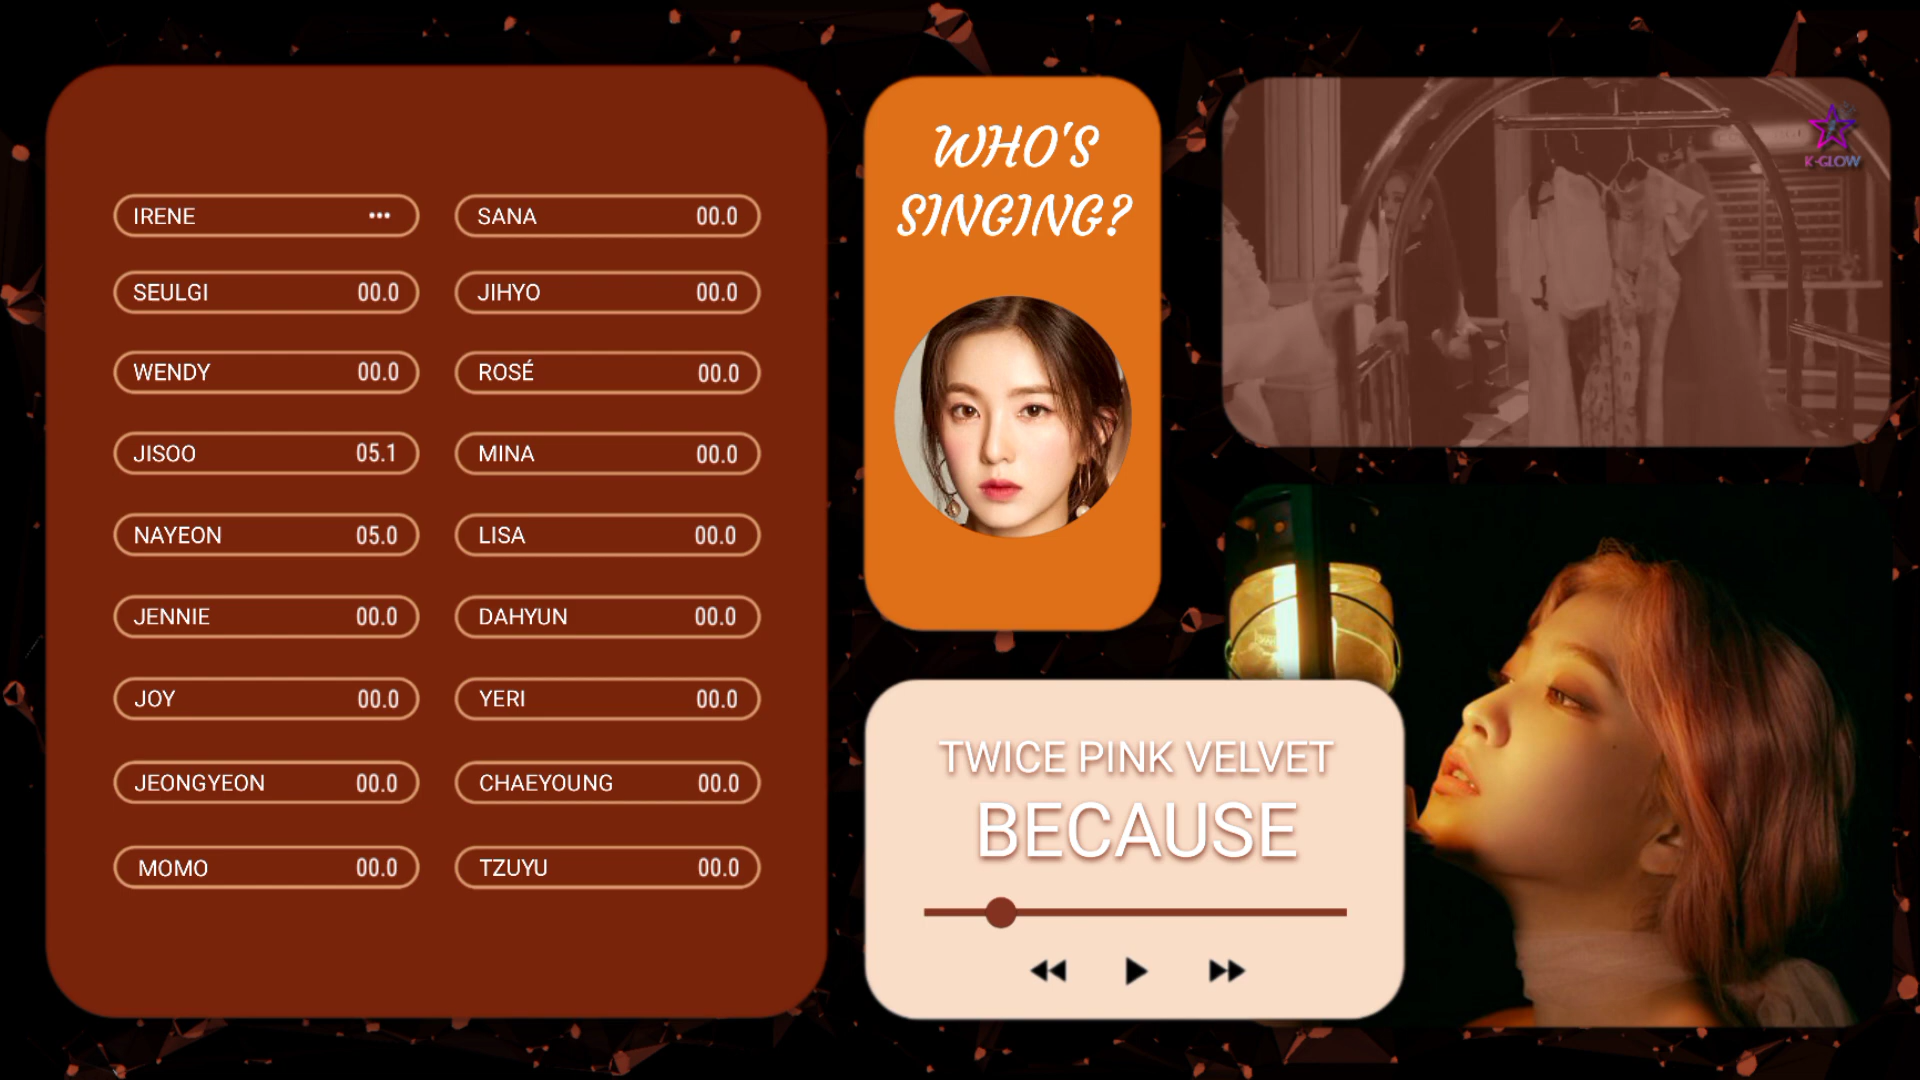 IRENE •••
SEULGI 00.0
WENDY 00.0
JISOO 05.1
NAYEON 05.0
JENNIE 00.0
JOY 00.0
JEONGYEON 00.0
MOMO 00.0
SANA 00.0
JIHYO 00.0
ROSÉ 00.0
MINA 00.0
LISA 00.0
DAHYUN 00.0
YERI 00.0
CHAEYOUNG 00.0
TZUYU 00.0
WHO'S
SINGING?
K-GLOW
TWICE PINK VELVET
BECAUSE